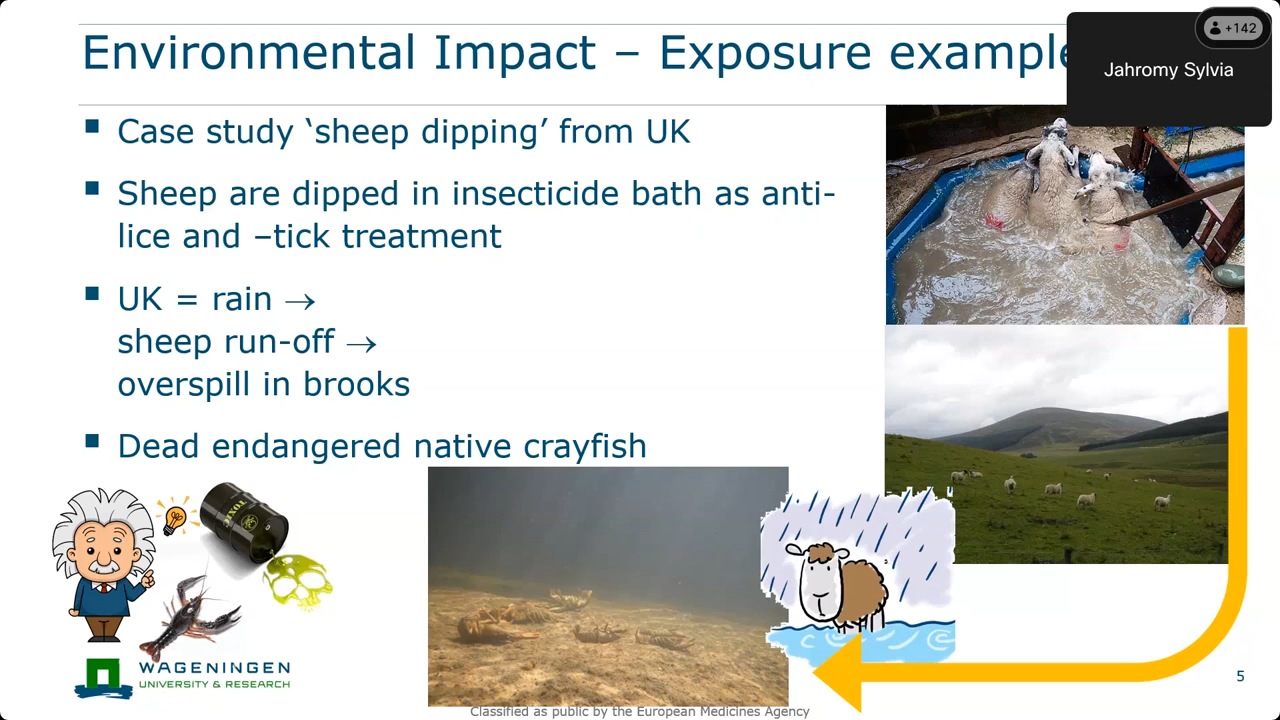 Environmental Impact – Exposure example
+142
Jahromy Sylvia
▪ Case study ‘sheep dipping’ from UK
▪ Sheep are dipped in insecticide bath as anti-
lice and –tick treatment
▪ UK = rain →
sheep run-off →
overspill in brooks
▪ Dead endangered native crayfish
TOXIC
WAGENINGEN
UNIVERSITY & RESEARCH
5
Classified as public by the European Medicines Agency